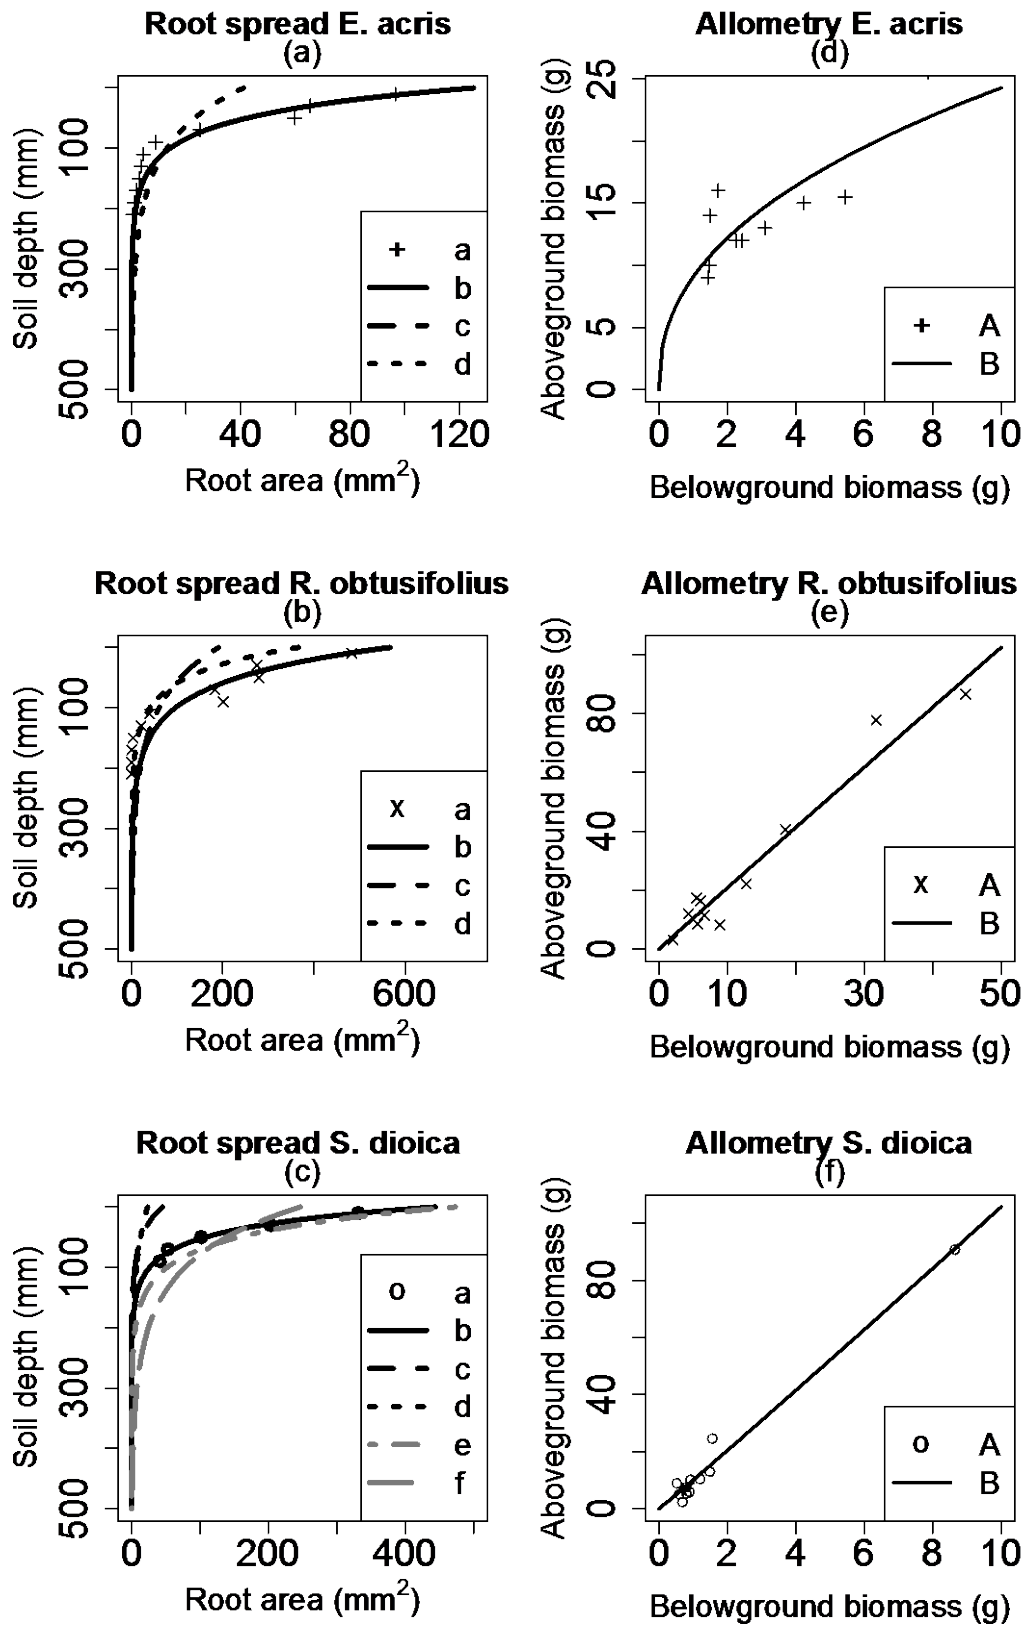 Root spread E. acris
(a)
Soil depth (mm)
100
300
500
+ a
b
c
d
0 40 80 120
Root area (mm²)
Allometry E. acris
(d)
Aboveground biomass (g)
25
15
5
0
+ A
B
0 2 4 6 8 10
Belowground biomass (g)
Root spread R. obtusifolius
(b)
Soil depth (mm)
100
300
500
x a
b
c
d
0 200 600
Root area (mm²)
Allometry R. obtusifolius
(e)
Aboveground biomass (g)
80
40
0
x A
B
0 10 30 50
Belowground biomass (g)
Root spread S. dioica
(c)
Soil depth (mm)
100
300
500
o a
b
c
d
e
f
0 200 400
Root area (mm²)
Allometry S. dioica
(f)
Aboveground biomass (g)
80
40
0
o A
B
0 2 4 6 8 10
Belowground biomass (g)